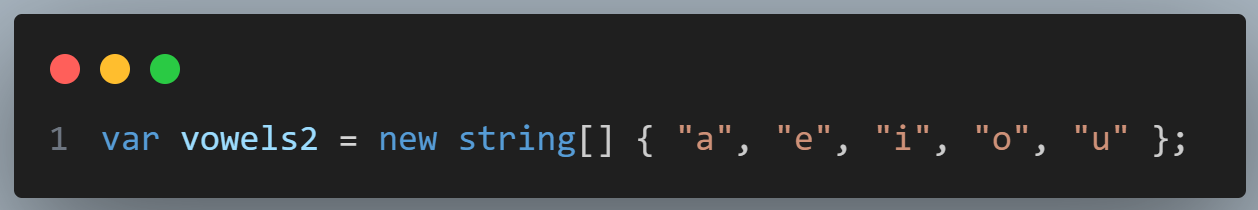 1 var vowels2 = new string[] { "a", "e", "i", "o", "u" };